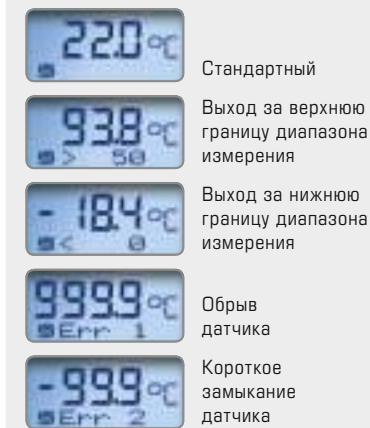 22.0 °C
Стандартный
93.8 °C
> 50
Выход за верхнюю
границу диапазона
измерения
- 18.4 °C
< 0
Выход за нижнюю
границу диапазона
измерения
999.9 °C
Err 1
Обрыв
датчика
- 99.9 °C
Err 2
Короткое
замыкание
датчика